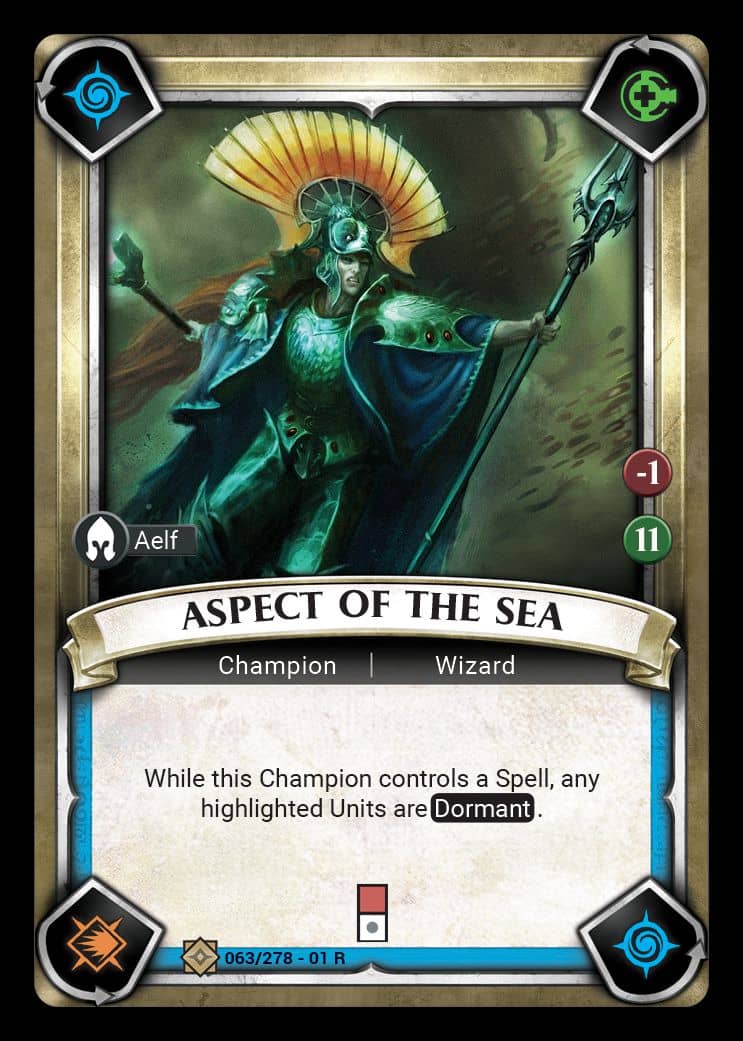 -1
Aelf
11
ASPECT OF THE SEA
Champion | Wizard
While this Champion controls a Spell, any
highlighted Units are Dormant.
063/278 - 01 R